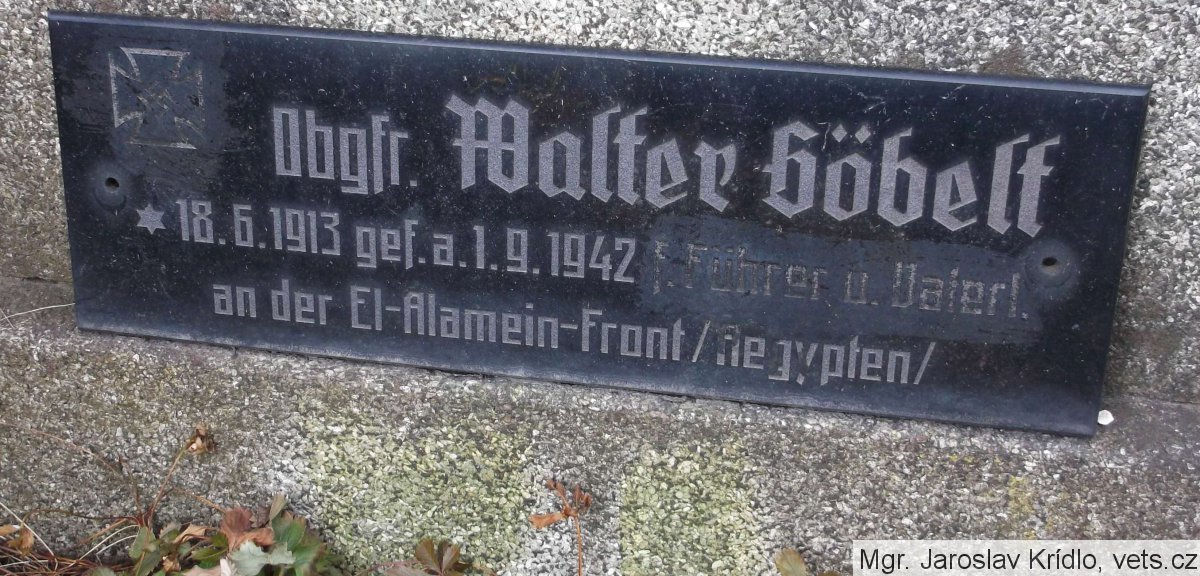 Obgfr. Walter Göbelt
* 18.6.1913 gef. a. 1.9.1942 f. Führer u. Vaterl.
an der El-Alamein-Front /Aegypten/
Mgr. Jaroslav Krídlo, vets.cz